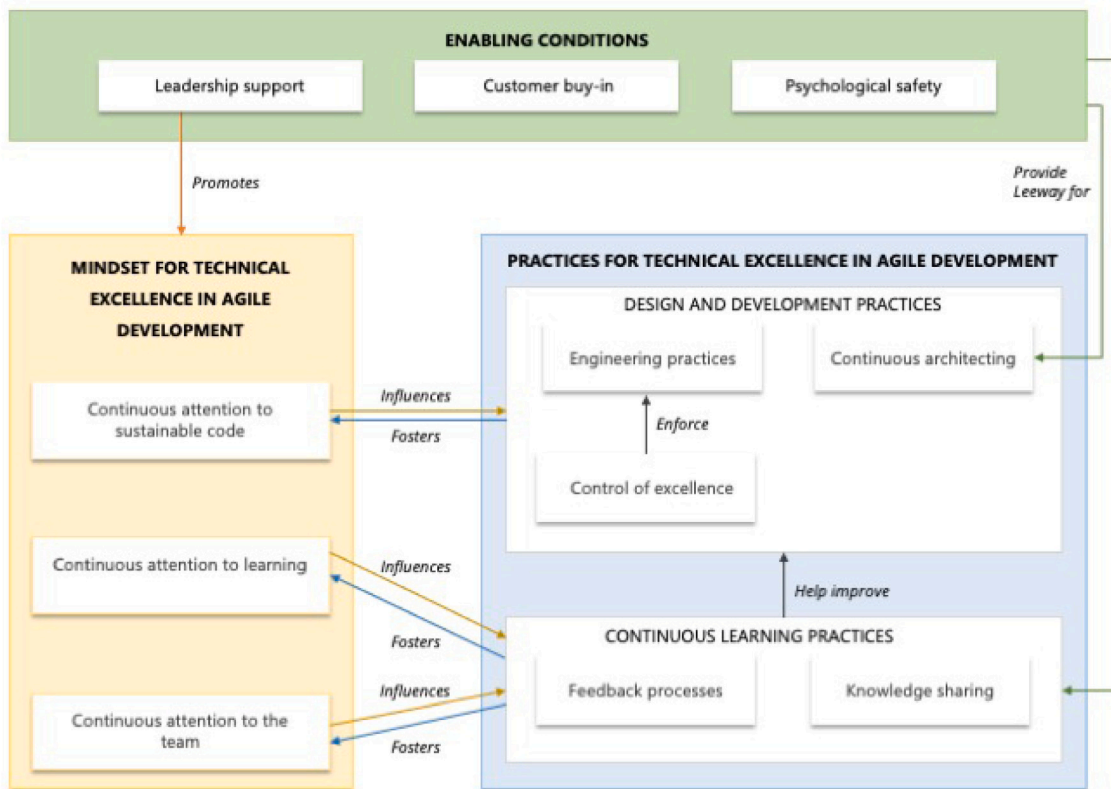 ENABLING CONDITIONS
Leadership support
Customer buy-in
Psychological safety
Promotes
Provide
Leeway for
MINDSET FOR TECHNICAL
EXCELLENCE IN AGILE
DEVELOPMENT
Continuous attention to
sustainable code
Continuous attention to learning
Continuous attention to the
team
Influences
Fosters
Influences
Fosters
Influences
Fosters
PRACTICES FOR TECHNICAL EXCELLENCE IN AGILE DEVELOPMENT
DESIGN AND DEVELOPMENT PRACTICES
Engineering practices
Continuous architecting
Enforce
Control of excellence
Help improve
CONTINUOUS LEARNING PRACTICES
Feedback processes
Knowledge sharing